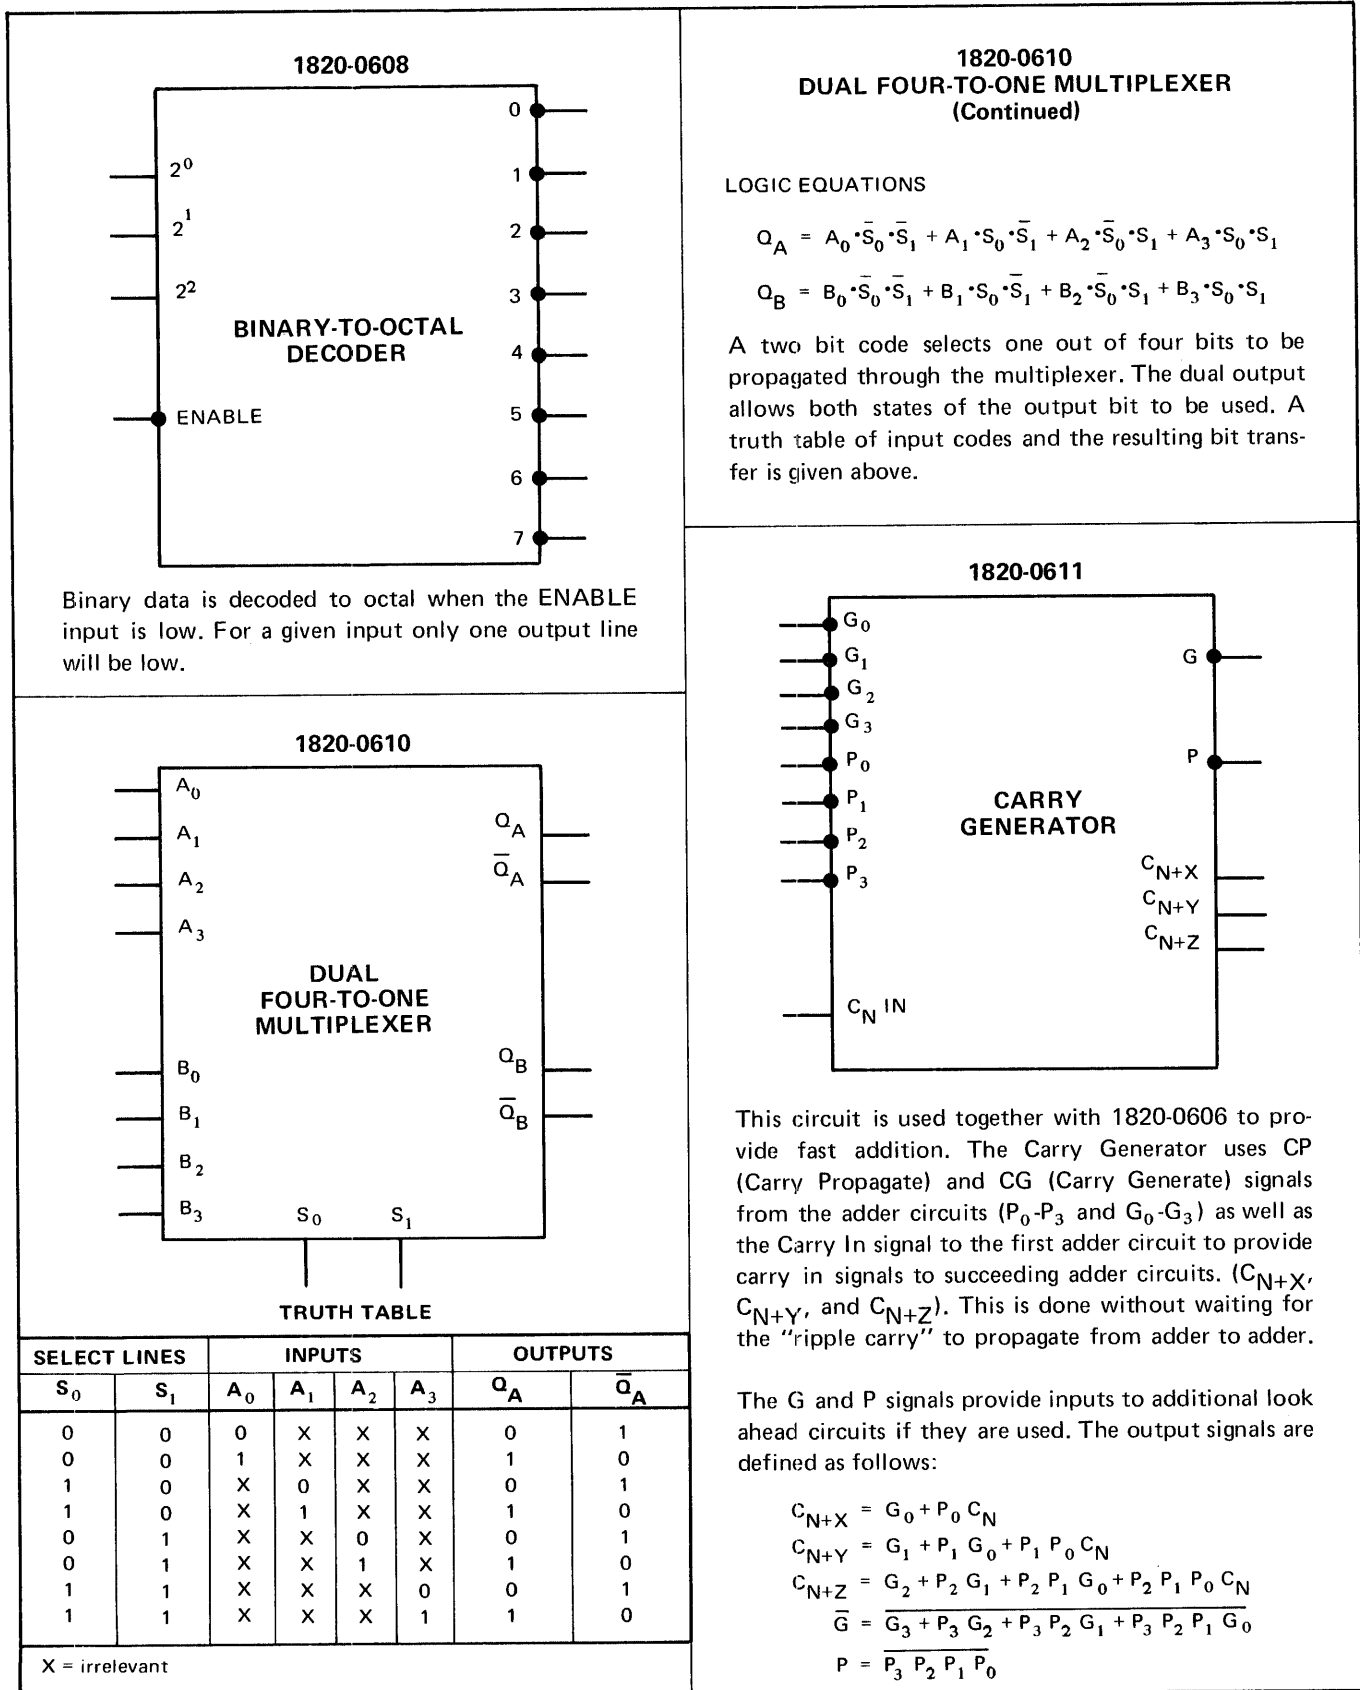 1820-0608
0
2⁰
1
2¹
2
2²
3
BINARY-TO-OCTAL
DECODER
4
ENABLE
5
6
7
Binary data is decoded to octal when the ENABLE
input is low. For a given input only one output line
will be low.
1820-0610
A₀
A₁
A₂
A₃
Q_A
Q̅_A
DUAL
FOUR-TO-ONE
MULTIPLEXER
B₀
B₁
B₂
B₃
Q_B
Q̅_B
S₀ S₁
TRUTH TABLE
SELECT LINES INPUTS OUTPUTS
S₀ S₁ A₀ A₁ A₂ A₃ Q_A Q̅_A
0 0 0 X X X 0 1
0 0 1 X X X 1 0
1 0 X 0 X X 0 1
1 0 X 1 X X 1 0
0 1 X X 0 X 0 1
0 1 X X 1 X 1 0
1 1 X X X 0 0 1
1 1 X X X 1 1 0
X = irrelevant
1820-0610
DUAL FOUR-TO-ONE MULTIPLEXER
(Continued)
LOGIC EQUATIONS
Q_A = A₀•S̅₀•S̅₁ + A₁•S₀•S̅₁ + A₂•S̅₀•S₁ + A₃•S₀•S₁
Q_B = B₀•S̅₀•S̅₁ + B₁•S₀•S̅₁ + B₂•S̅₀•S₁ + B₃•S₀•S₁
A two bit code selects one out of four bits to be
propagated through the multiplexer. The dual output
allows both states of the output bit to be used. A
truth table of input codes and the resulting bit trans-
fer is given above.
1820-0611
G₀
G₁
G₂
G₃
P₀
P₁
P₂
P₃
C_N IN
CARRY
GENERATOR
G
P
C_N+X
C_N+Y
C_N+Z
This circuit is used together with 1820-0606 to pro-
vide fast addition. The Carry Generator uses CP
(Carry Propagate) and CG (Carry Generate) signals
from the adder circuits (P₀-P₃ and G₀-G₃) as well as
the Carry In signal to the first adder circuit to provide
carry in signals to succeeding adder circuits. (C_N+X,
C_N+Y, and C_N+Z). This is done without waiting for
the "ripple carry" to propagate from adder to adder.
The G and P signals provide inputs to additional look
ahead circuits if they are used. The output signals are
defined as follows:
C_N+X = G₀ + P₀ C_N
C_N+Y = G₁ + P₁ G₀ + P₁ P₀ C_N
C_N+Z = G₂ + P₂ G₁ + P₂ P₁ G₀ + P₂ P₁ P₀ C_N
G̅ = \overline{G₃ + P₃ G₂ + P₃ P₂ G₁ + P₃ P₂ P₁ G₀}
P = \overline{P₃ P₂ P₁ P₀}